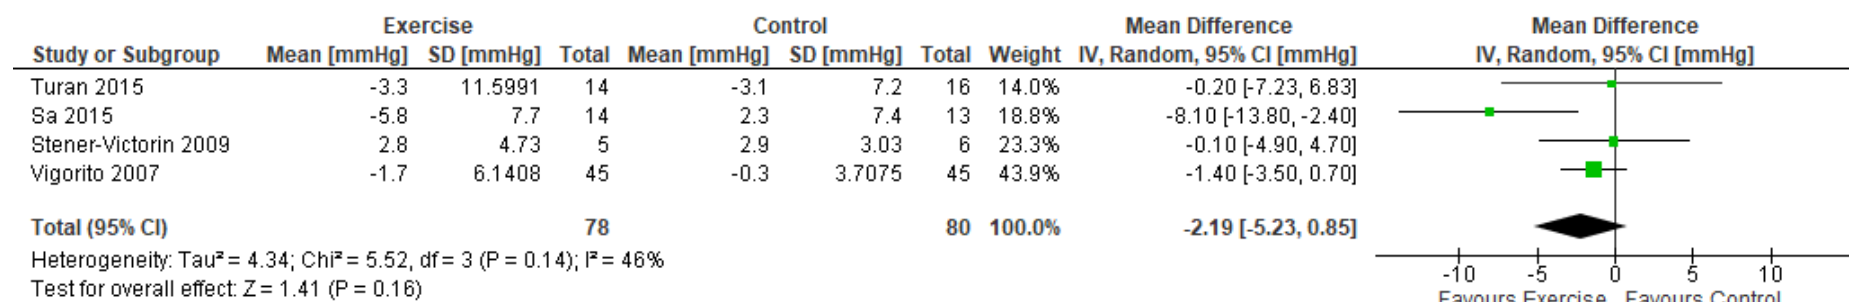 Exercise Control Mean Difference Mean Difference
Study or Subgroup Mean [mmHg] SD [mmHg] Total Mean [mmHg] SD [mmHg] Total Weight IV, Random, 95% CI [mmHg] IV, Random, 95% CI [mmHg]
Turan 2015 -3.3 11.5991 14 -3.1 7.2 16 14.0% -0.20 [-7.23, 6.83]
Sa 2015 -5.8 7.7 14 2.3 7.4 13 18.8% -8.10 [-13.80, -2.40]
Stener-Victorin 2009 2.8 4.73 5 2.9 3.03 6 23.3% -0.10 [-4.90, 4.70]
Vigorito 2007 -1.7 6.1408 45 -0.3 3.7075 45 43.9% -1.40 [-3.50, 0.70]
Total (95% CI) 78 80 100.0% -2.19 [-5.23, 0.85]
Heterogeneity: Tau² = 4.34; Chi² = 5.52, df = 3 (P = 0.14); I² = 46%
Test for overall effect: Z = 1.41 (P = 0.16)
-10 -5 0 5 10
Favours Exercise Favours Control